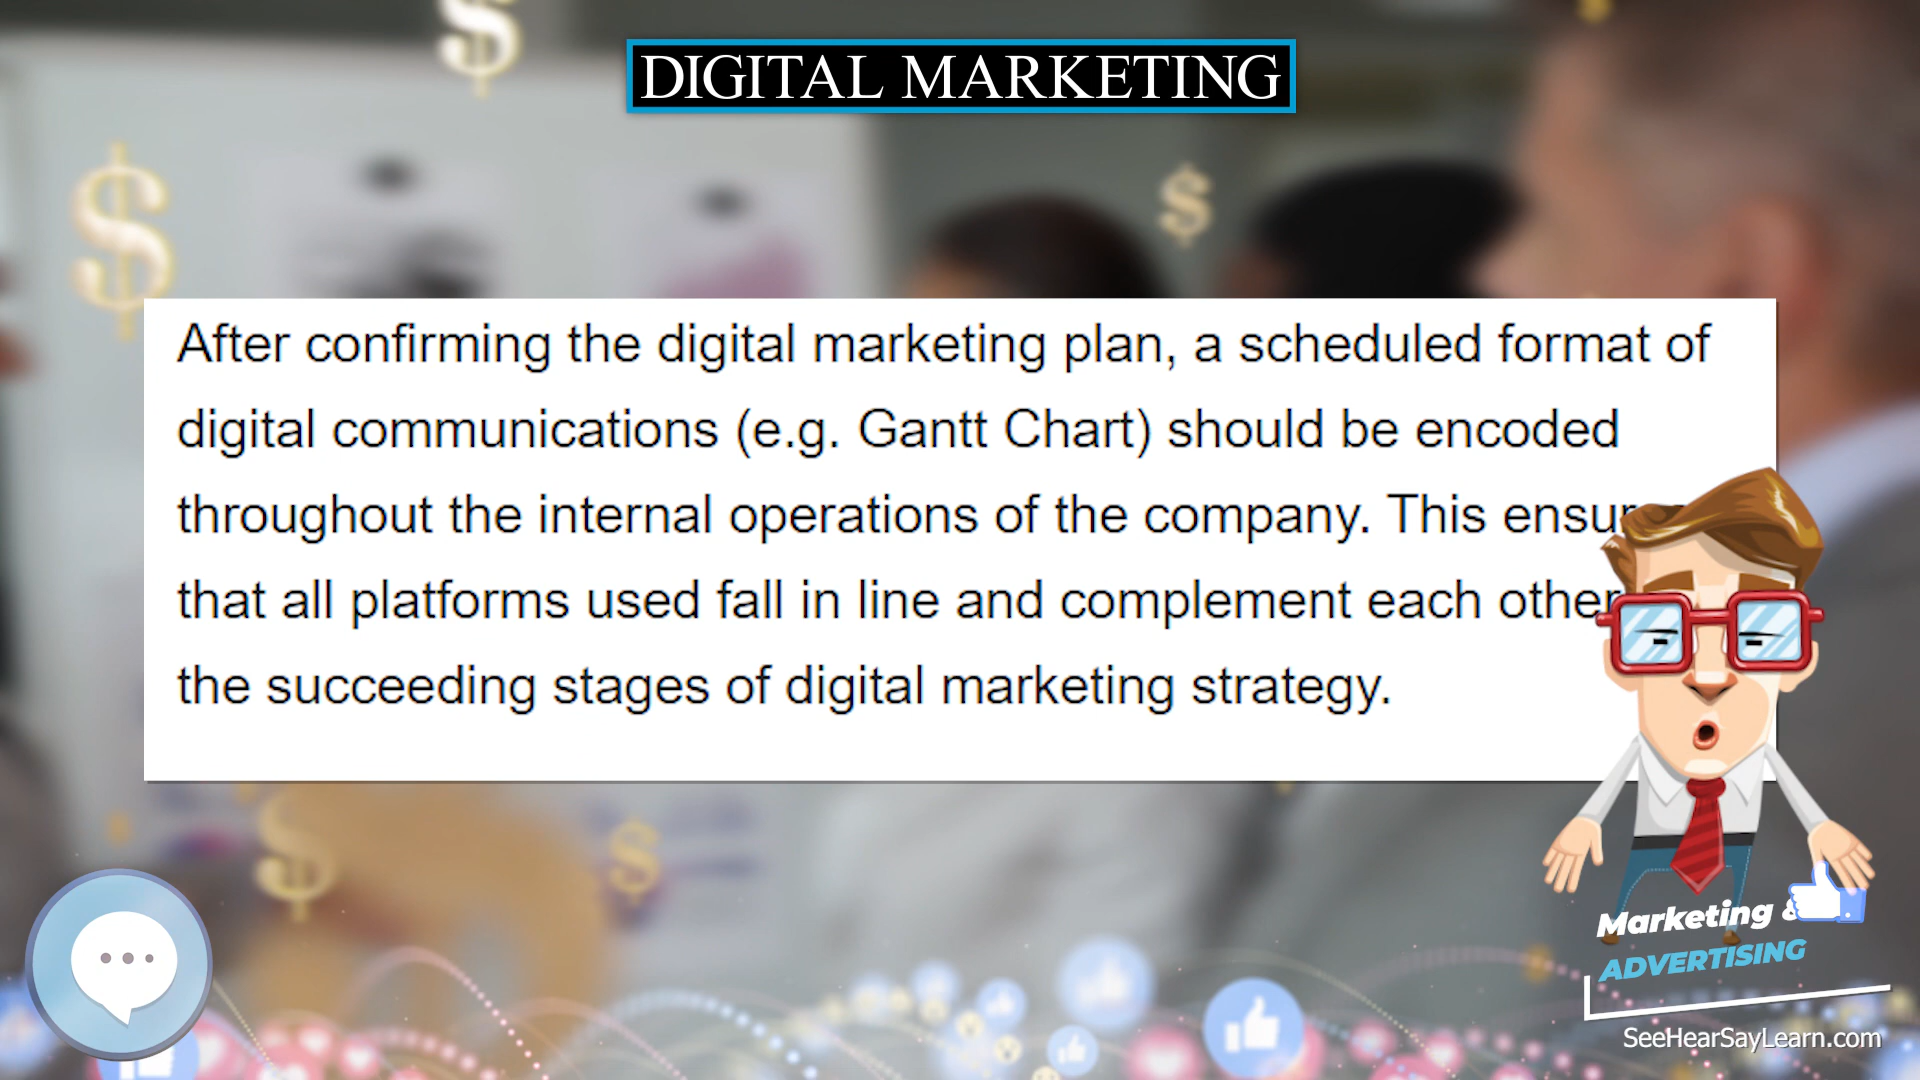 DIGITAL MARKETING
After confirming the digital marketing plan, a scheduled format of
digital communications (e.g. Gantt Chart) should be encoded
throughout the internal operations of the company. This ensur
that all platforms used fall in line and complement each other
the succeeding stages of digital marketing strategy.
Marketing &
ADVERTISING
SeeHearSayLearn.com